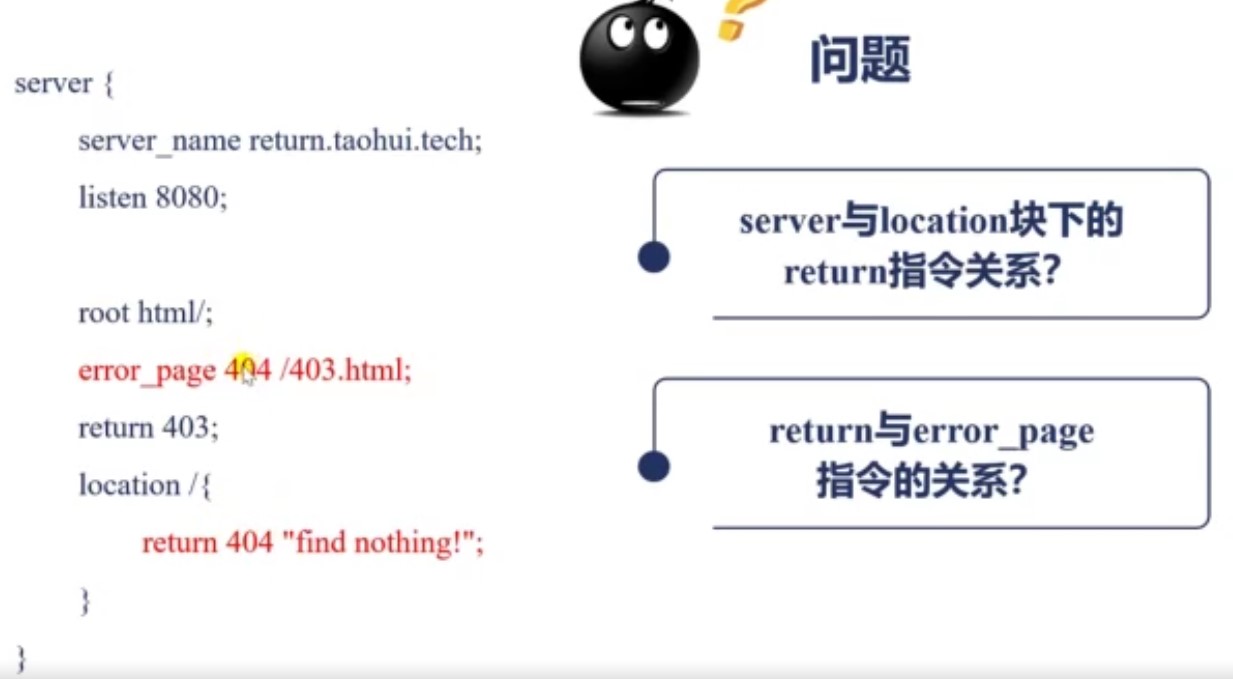 问题
server {
server_name return.taohui.tech;
listen 8080;
root html/;
error_page 404 /403.html;
return 403;
location /{
return 404 "find nothing!";
}
}
server与location块下的
return指令关系?
return与error_page
指令的关系?